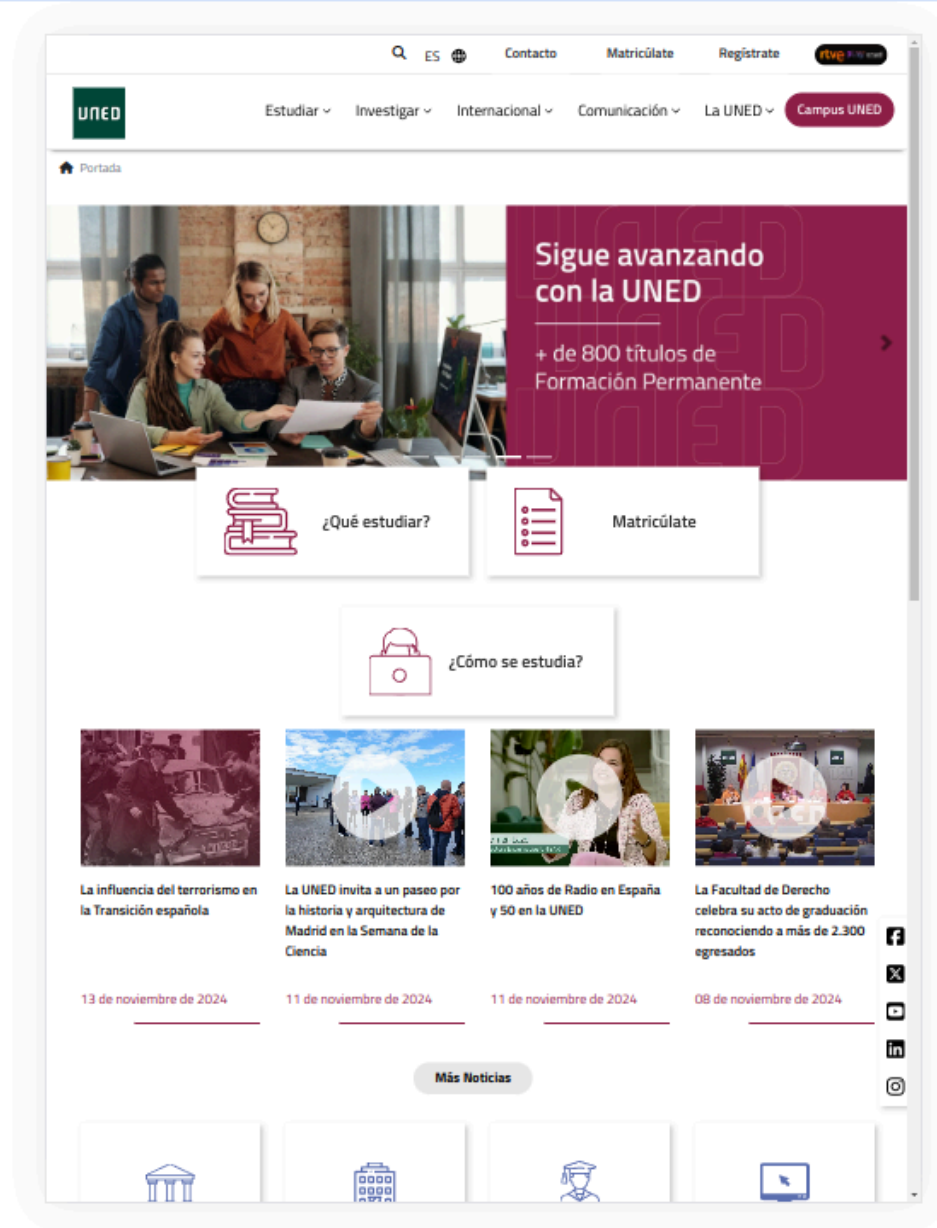 ES Contacto Matricúlate Regístrate rtve
UNED Estudiar Investigar Internacional Comunicación La UNED Campus UNED
Portada
Sigue avanzando
con la UNED
+ de 800 títulos de
Formación Permanente
¿Qué estudiar?
Matricúlate
¿Cómo se estudia?
La influencia del terrorismo en
la Transición española
13 de noviembre de 2024
La UNED invita a un paseo por
la historia y arquitectura de
Madrid en la Semana de la
Ciencia
11 de noviembre de 2024
100 años de Radio en España
y 50 en la UNED
11 de noviembre de 2024
La Facultad de Derecho
celebra su acto de graduación
reconociendo a más de 2.300
egresados
08 de noviembre de 2024
Más Noticias